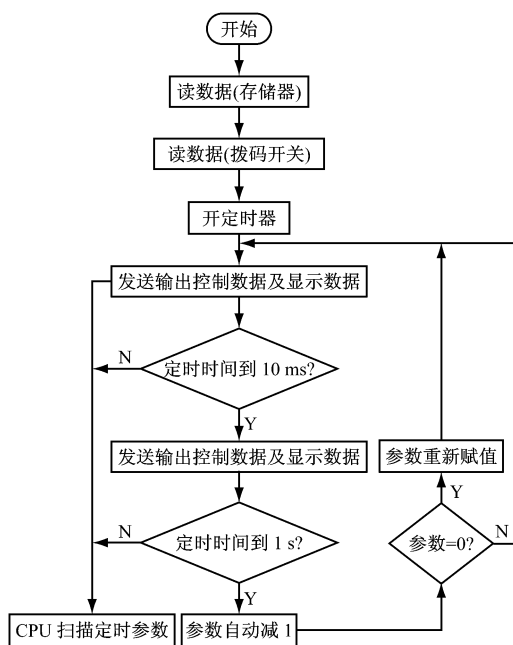 开始
读数据(存储器)
读数据(拨码开关)
开定时器
发送输出控制数据及显示数据
N
定时时间到 10 ms?
Y
发送输出控制数据及显示数据
参数重新赋值
Y
N
定时时间到 1 s?
参数=0?
N
Y
CPU 扫描定时参数
参数自动减 1